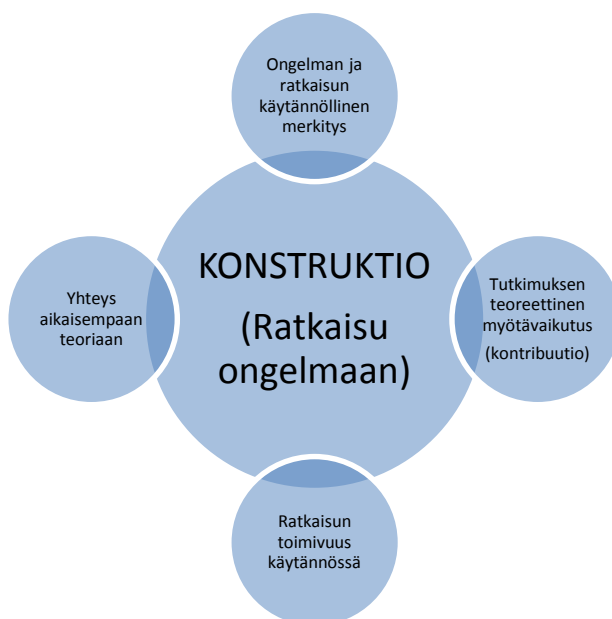 Ongelman ja
ratkaisun
käytännöllinen
merkitys
KONSTRUKTIO
(Ratkaisu
ongelmaan)
Yhteys
aikaisempaan
teoriaan
Tutkimuksen
teoreettinen
myötävaikutus
(kontribuutio)
Ratkaisun
toimivuus
käytännössä